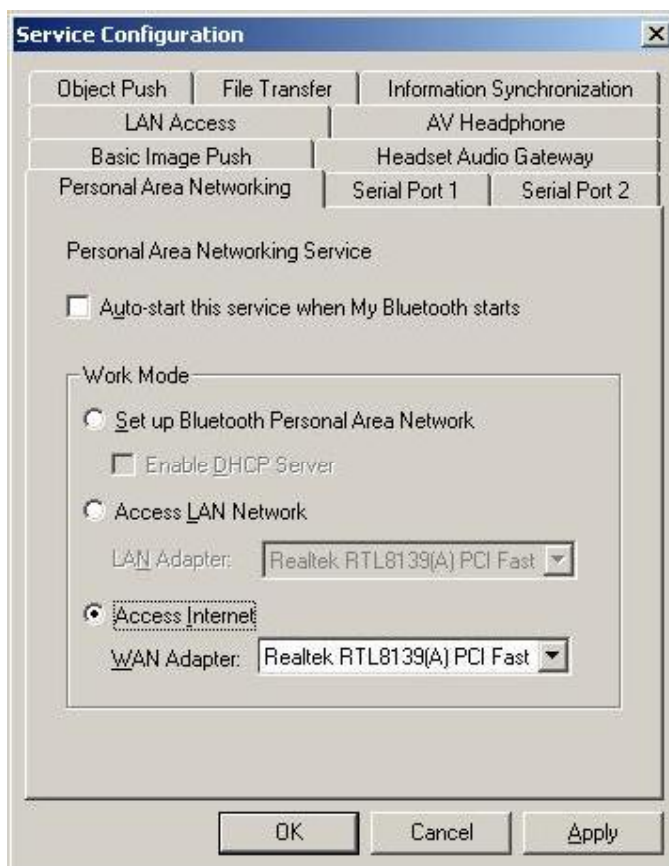 Service Configuration
Object Push
File Transfer
Information Synchronization
LAN Access
AV Headphone
Basic Image Push
Headset Audio Gateway
Personal Area Networking
Serial Port 1
Serial Port 2
Personal Area Networking Service
Auto-start this service when My Bluetooth starts
Work Mode
Set up Bluetooth Personal Area Network
Enable DHCP Server
Access LAN Network
LAN Adapter: Realtek RTL8139(A) PCI Fast
Access Internet
WAN Adapter: Realtek RTL8139(A) PCI Fast
OK
Cancel
Apply